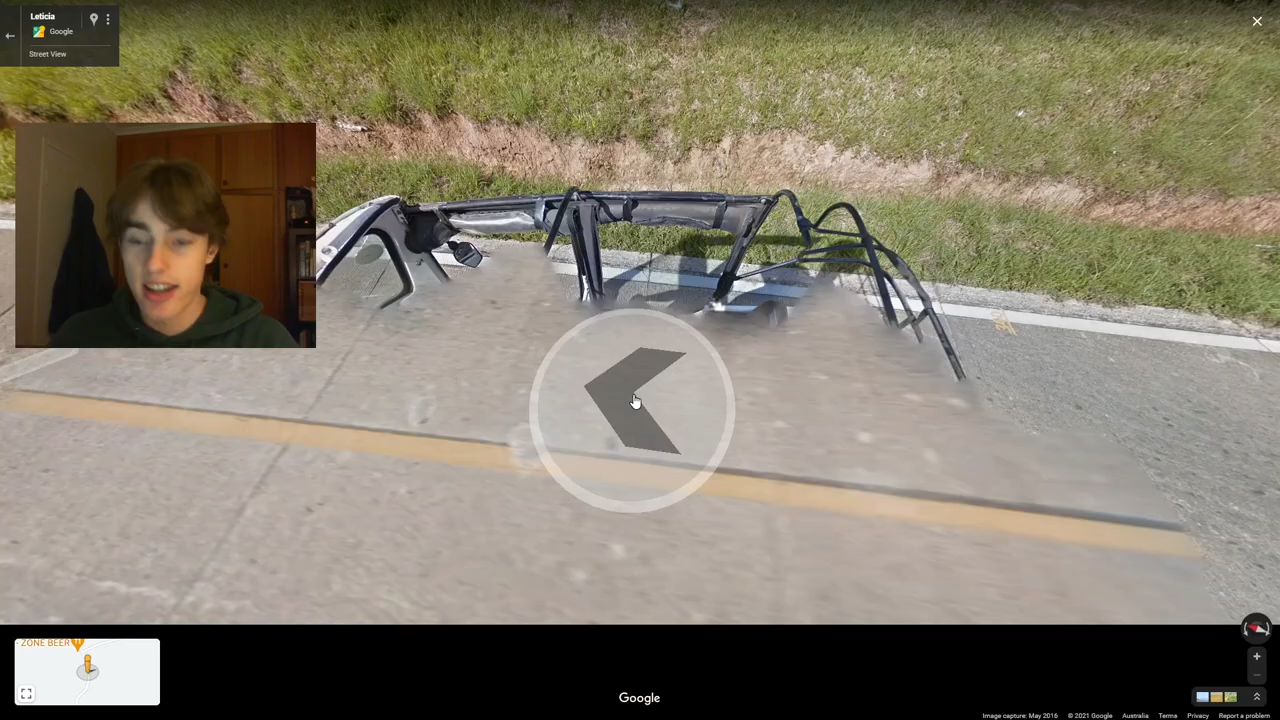 Leticia
Google
Street View
ZONE BEER
Google
Image capture: May 2016 © 2021 Google Australia Terms Privacy Report a problem